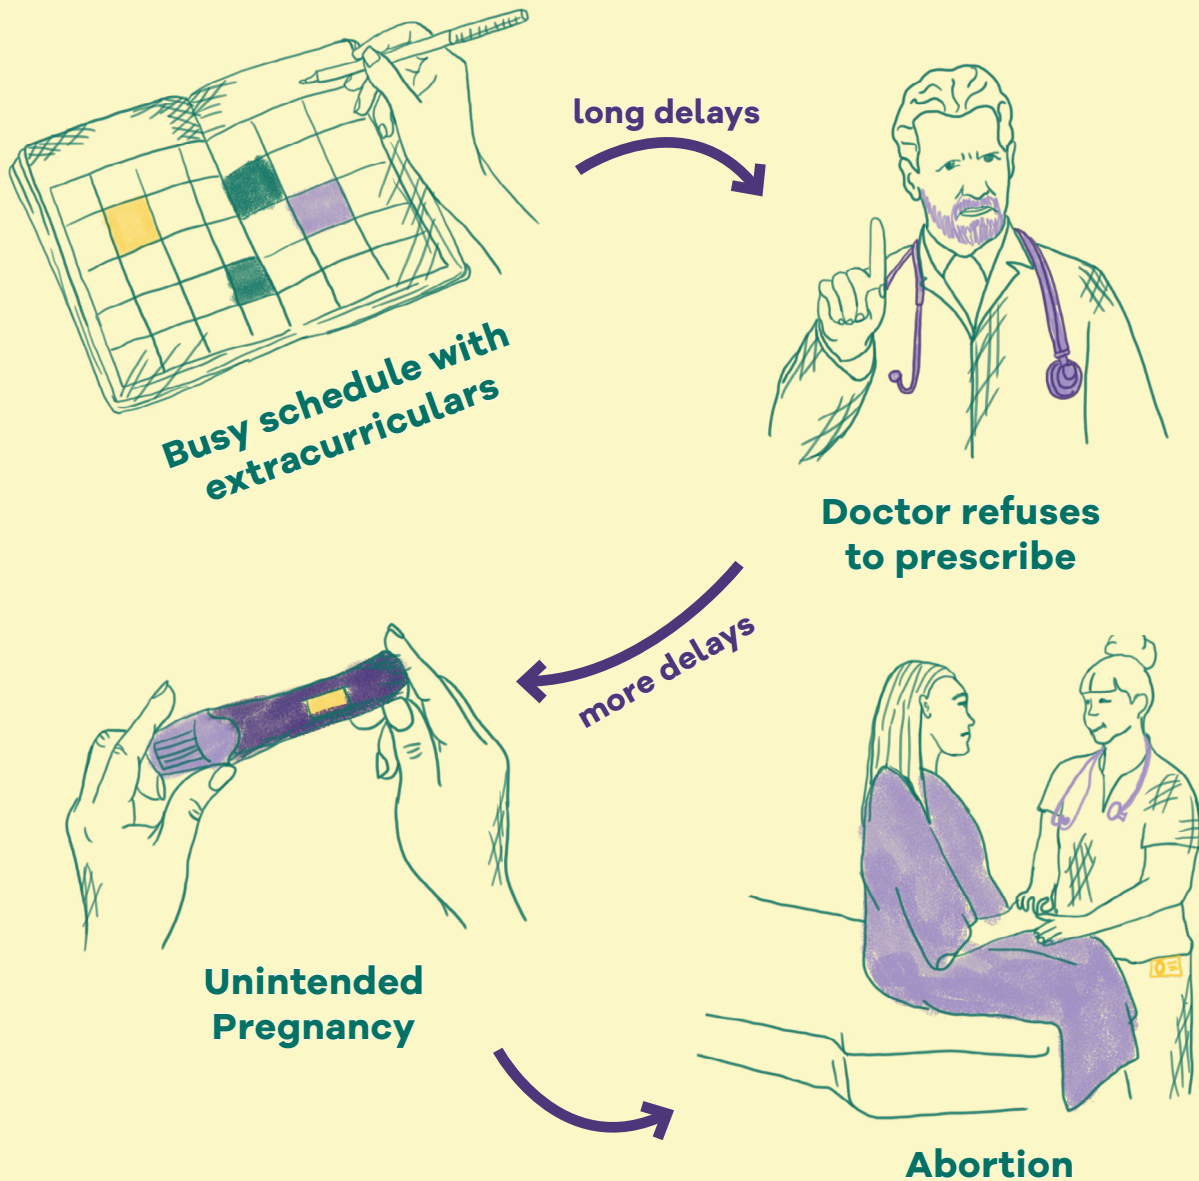 long delays
Busy schedule with
extracurriculars
Doctor refuses
to prescribe
more delays
Unintended
Pregnancy
Abortion